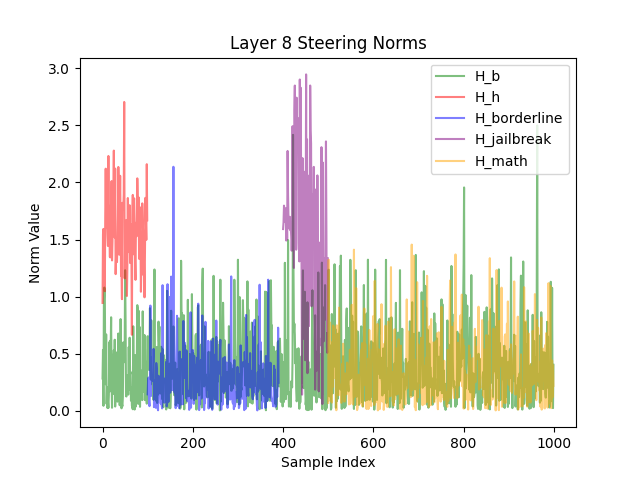 Layer 8 Steering Norms
3.0
2.5
2.0
1.5
1.0
0.5
0.0
Norm Value
H_b
H_h
H_borderline
H_jailbreak
H_math
0
200
400
600
800
1000
Sample Index